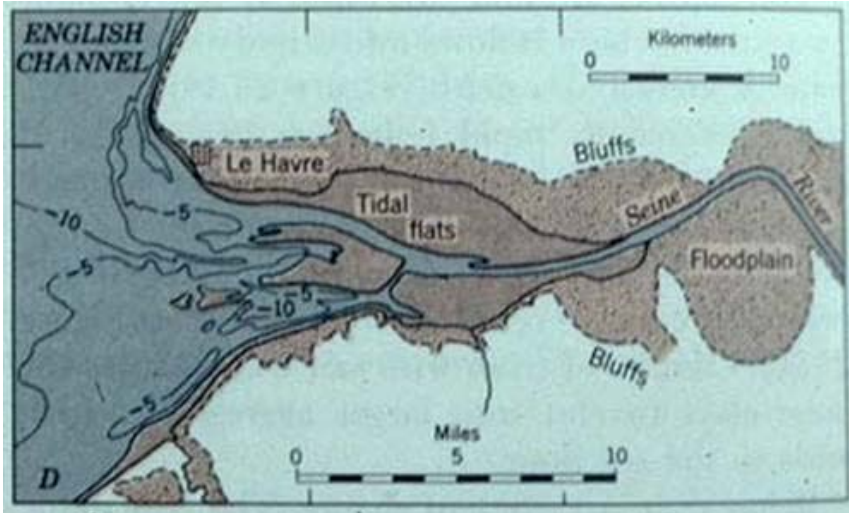 ENGLISH
CHANNEL
Kilometers
0
10
Bluffs
Le Havre
Tidal
flats
Seine
River
-5
-10
-5
Floodplain
-5
-10
-5
Bluffs
Miles
0
5
10
D